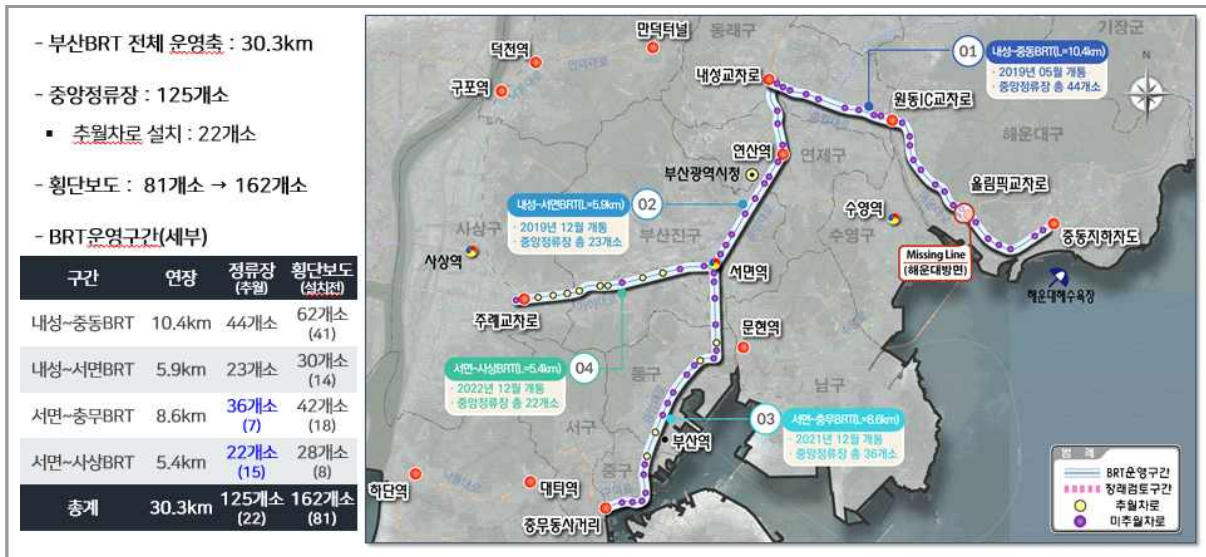 - 부산BRT 전체 운영축 : 30.3km
- 중앙정류장 : 125개소
▪ 추월차로 설치 : 22개소
- 횡단보도 : 81개소 → 162개소
- BRT운영구간(세부)
구간 연장 정류장 횡단보도
(추월) (설치전)
내성~중동BRT 10.4km 44개소 62개소
(41)
내성~서면BRT 5.9km 23개소 30개소
(14)
서면~충무BRT 8.6km 36개소 42개소
(7) (18)
서면~사상BRT 5.4km 22개소 28개소
(15) (8)
총계 30.3km 125개소 162개소
(22) (81)
만덕터널
동래구
기장군
덕천역
구포역
내성교차로
01
내성~중동BRT(L=10.4km)
· 2019년 05월 개통
· 중앙정류장 총 44개소
N
원동IC교차로
해운대구
연산역
연제구
부산광역시청
올림픽교차로
내성~서면BRT(L=5.9km)
02
· 2019년 12월 개통
· 중앙정류장 총 23개소
수영역
중동지하차도
사상구
부산진구
수영구
사상역
서면역
Missing Line
(해운대방면)
해운대해수욕장
주례교차로
문현역
서면~사상BRT(L=5.4km)
04
· 2022년 12월 개통
· 중앙정류장 총 22개소
동구
남구
03
서면~충무BRT(L=8.6km)
· 2021년 12월 개통
· 중앙정류장 총 36개소
서구
부산역
중구
하단역
대티역
충무동사거리
범 례
BRT운영구간
장래검토구간
추월차로
미추월차로